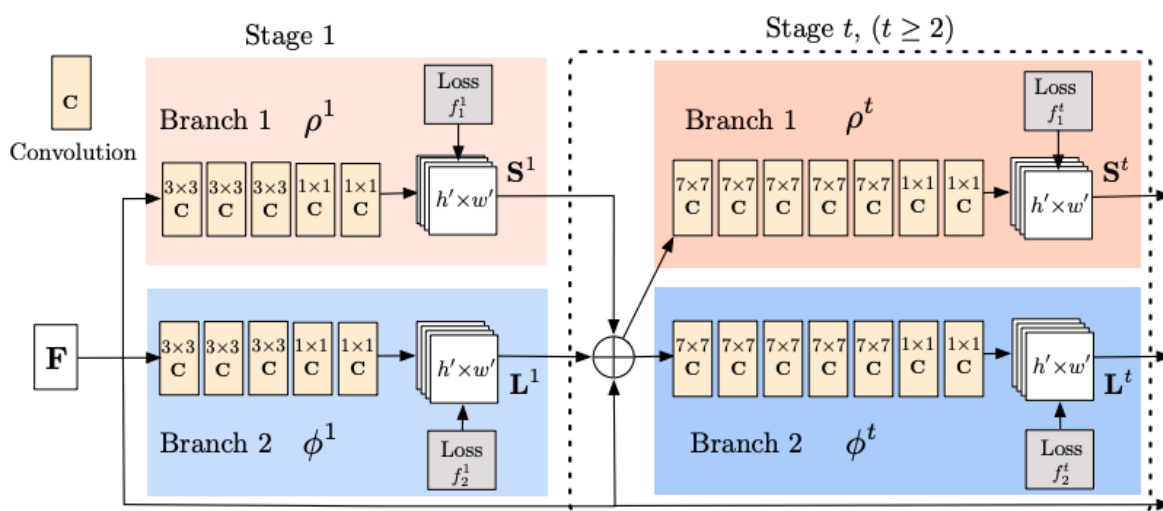 Stage 1
Stage t, (t ≥ 2)
C
Convolution
Branch 1 ρ¹
Loss
f₁¹
3×3 3×3 3×3 1×1 1×1
C C C C C
h′×w′
S¹
Branch 1 ρᵗ
Loss
f₁ᵗ
7×7 7×7 7×7 7×7 7×7 1×1 1×1
C C C C C C C
h′×w′
Sᵗ
F
3×3 3×3 3×3 1×1 1×1
C C C C C
h′×w′
L¹
Branch 2 ϕ¹
Loss
f₂¹
7×7 7×7 7×7 7×7 7×7 1×1 1×1
C C C C C C C
h′×w′
Lᵗ
Branch 2 ϕᵗ
Loss
f₂ᵗ